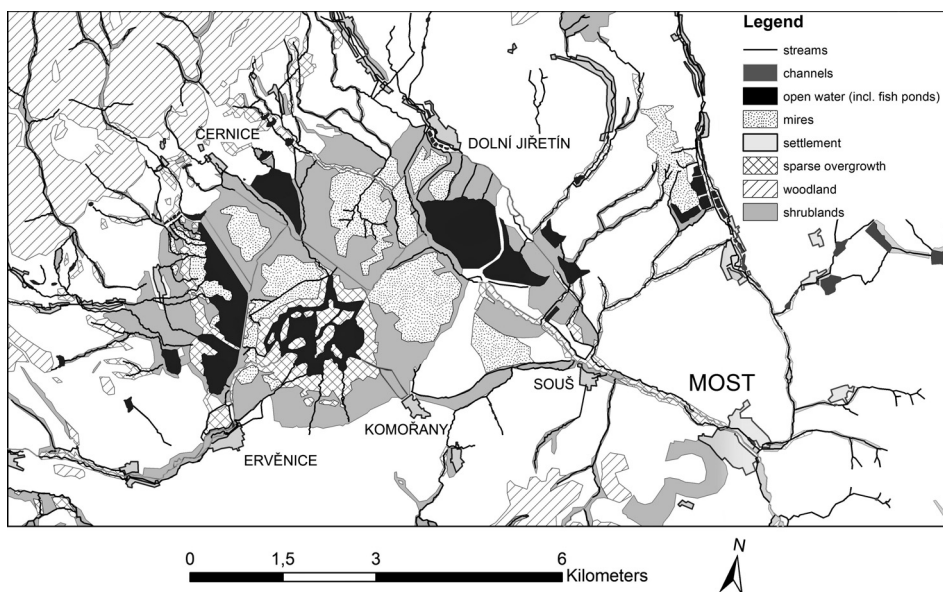 Legend
streams
channels
open water (incl. fish ponds)
mires
settlement
sparse overgrowth
woodland
shrublands
ČERNICE
DOLNÍ JIŘETÍN
MOST
SOUŠ
KOMOŘANY
ERVĚNICE
0 1,5 3 6
Kilometers
N